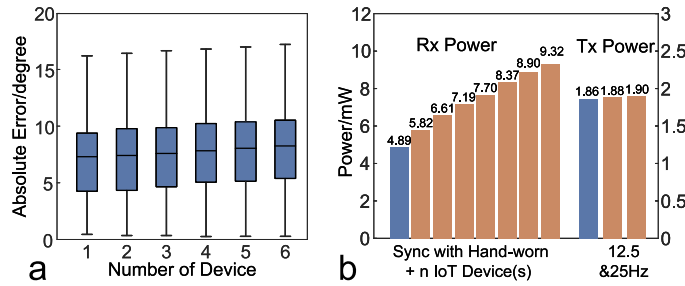 a
Absolute Error/degree
20
15
10
5
0
1 2 3 4 5 6
Number of Device
b
Power/mW
12
10
8
6
4
2
0
Rx Power
Tx Power
4.89
5.82
6.61
7.19
7.70
8.37
8.90
9.32
1.86
1.88
1.90
3
2.5
2
1.5
1
0.5
0
Sync with Hand-worn
+ n IoT Device(s)
12.5
&25Hz